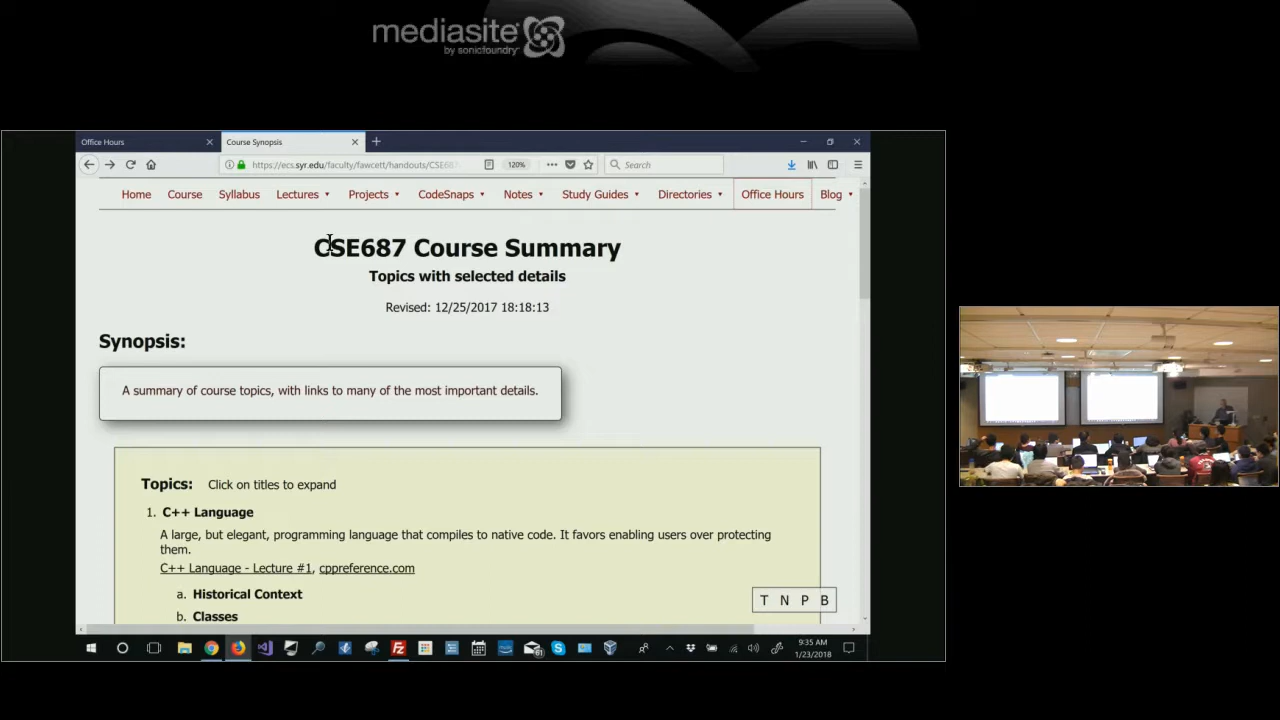 mediasite
by sonicfoundry
Office Hours
Course Synopsis
https://ecs.syr.edu/faculty/fawcett/handouts/CSE687
120%
Search
Home Course Syllabus Lectures Projects CodeSnaps Notes Study Guides Directories Office Hours Blog
CSE687 Course Summary
Topics with selected details
Revised: 12/25/2017 18:18:13
Synopsis:
A summary of course topics, with links to many of the most important details.
Topics: Click on titles to expand
1. C++ Language
A large, but elegant, programming language that compiles to native code. It favors enabling users over protecting
them.
C++ Language - Lecture #1, cppreference.com
a. Historical Context
b. Classes
T N P B
9:35 AM
1/23/2018